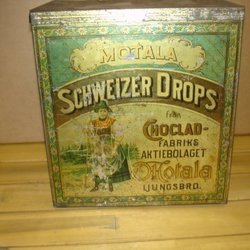 MOTALA
SCHWEIZER DROPS
FRÅN
CHOCLAD-
FABRIKS
AKTIEBOLAGET
Motala
LJUNGSBRO.